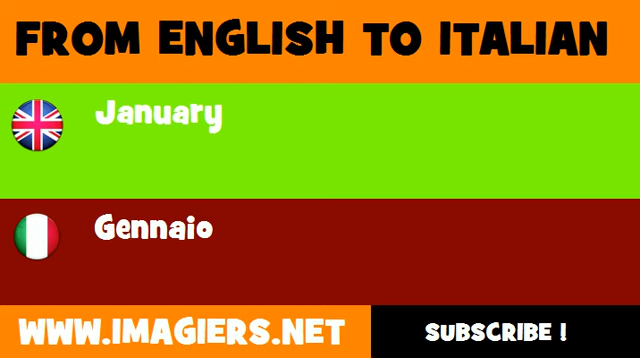 FROM ENGLISH TO ITALIAN
January
Gennaio
WWW.IMAGIERS.NET
SUBSCRIBE !